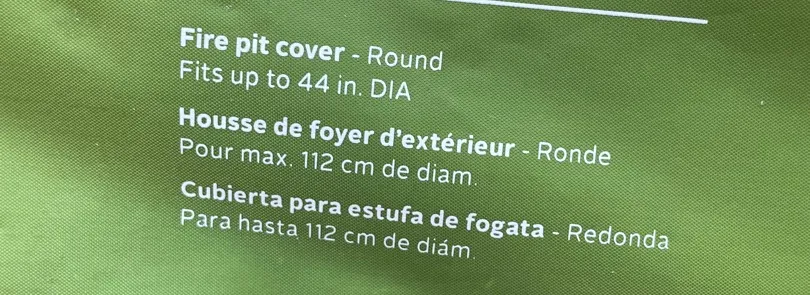 Fire pit cover - Round
Fits up to 44 in. DIA
Housse de foyer d'extérieur - Ronde
Pour max. 112 cm de diam.
Cubierta para estufa de fogata - Redonda
Para hasta 112 cm de diám.